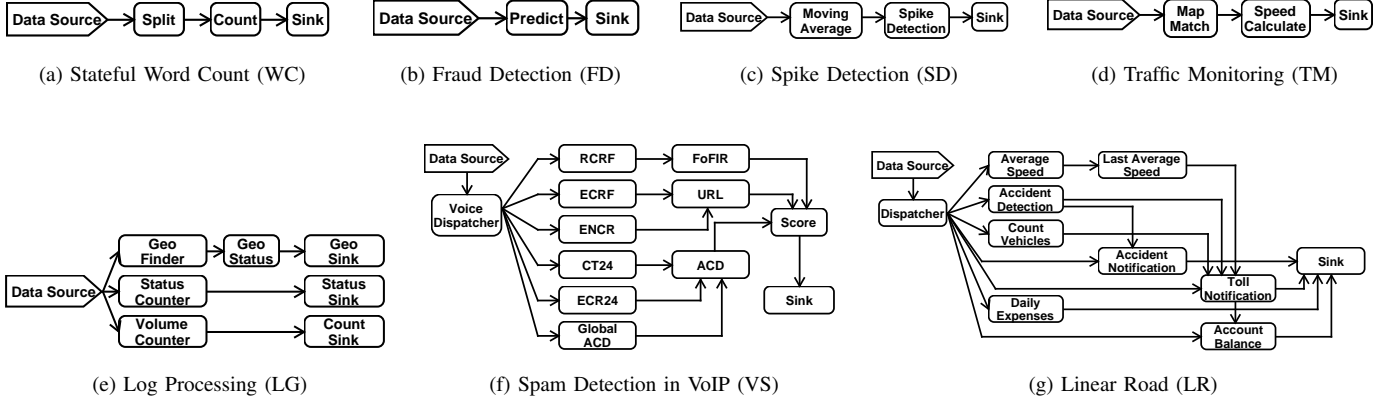 Data Source
Split
Count
Sink
(a) Stateful Word Count (WC)
Data Source
Predict
Sink
(b) Fraud Detection (FD)
Data Source
Moving
Average
Spike
Detection
Sink
(c) Spike Detection (SD)
Data Source
Map
Match
Speed
Calculate
Sink
(d) Traffic Monitoring (TM)
Data Source
Geo
Finder
Geo
Status
Geo
Sink
Status
Counter
Status
Sink
Volume
Counter
Count
Sink
(e) Log Processing (LG)
Data Source
Voice
Dispatcher
RCRF
FoFIR
ECRF
URL
ENCR
Score
CT24
ACD
ECR24
Sink
Global
ACD
(f) Spam Detection in VoIP (VS)
Data Source
Dispatcher
Average
Speed
Last Average
Speed
Accident
Detection
Count
Vehicles
Accident
Notification
Sink
Toll
Notification
Daily
Expenses
Account
Balance
(g) Linear Road (LR)